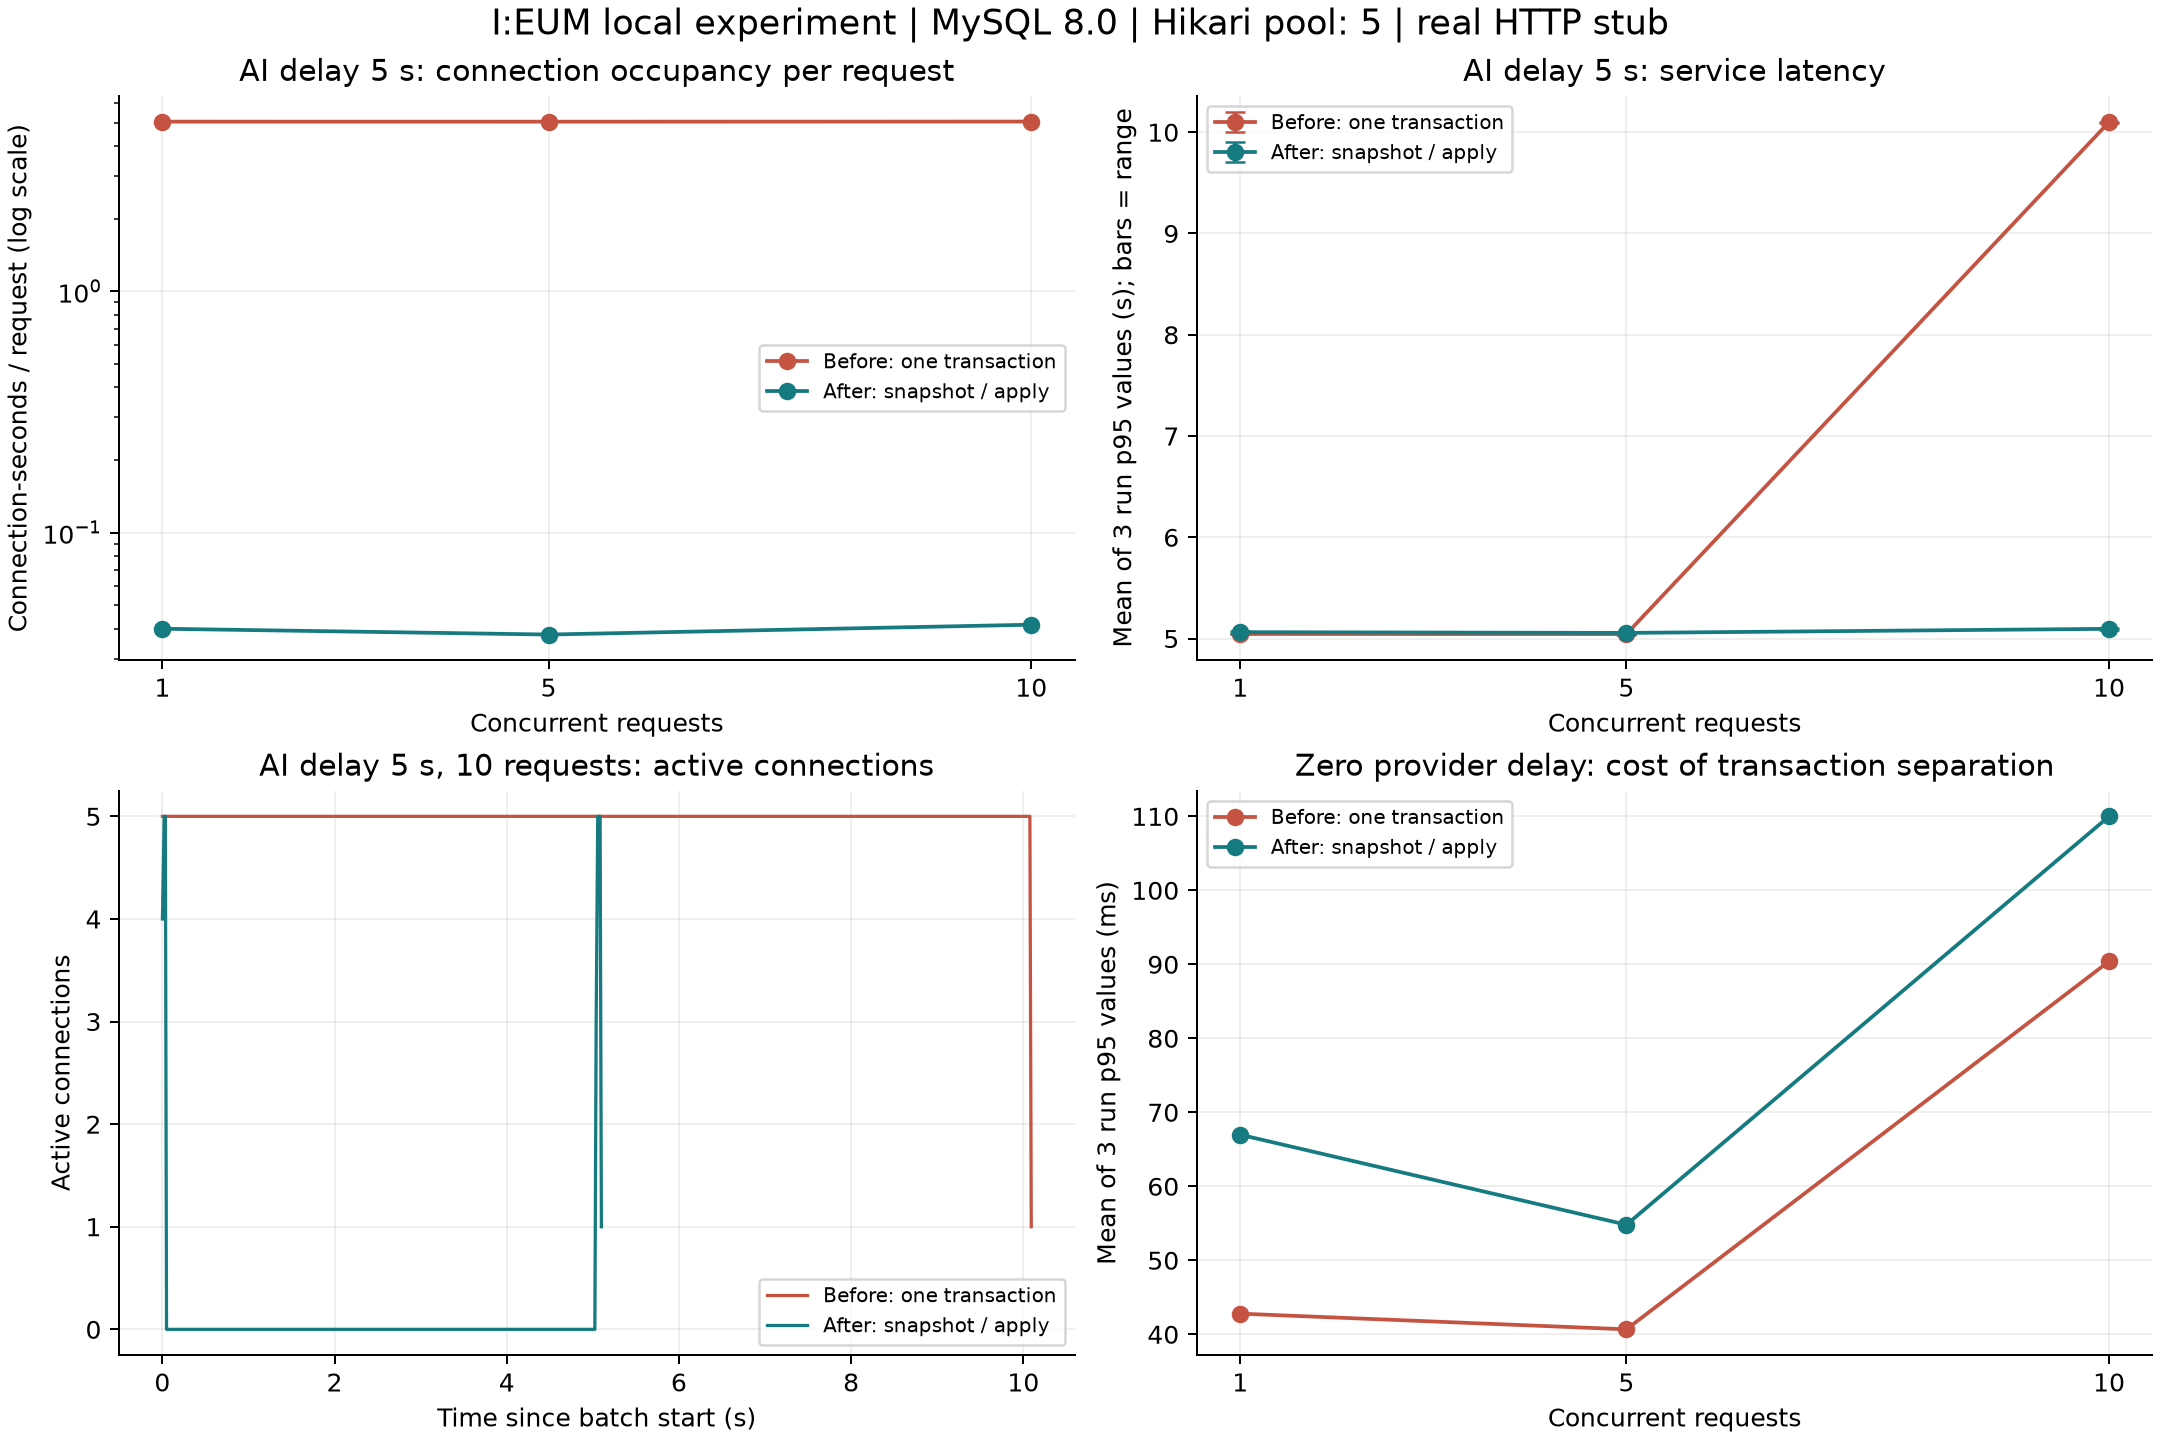 I:EUM local experiment | MySQL 8.0 | Hikari pool: 5 | real HTTP stub
AI delay 5 s: connection occupancy per request
Connection-seconds / request (log scale)
10⁰
10⁻¹
Before: one transaction
After: snapshot / apply
1
5
10
Concurrent requests
AI delay 5 s: service latency
Mean of 3 run p95 values (s); bars = range
10
9
8
7
6
5
Before: one transaction
After: snapshot / apply
1
5
10
Concurrent requests
AI delay 5 s, 10 requests: active connections
Active connections
5
4
3
2
1
0
Before: one transaction
After: snapshot / apply
0
2
4
6
8
10
Time since batch start (s)
Zero provider delay: cost of transaction separation
Mean of 3 run p95 values (ms)
110
100
90
80
70
60
50
40
Before: one transaction
After: snapshot / apply
1
5
10
Concurrent requests